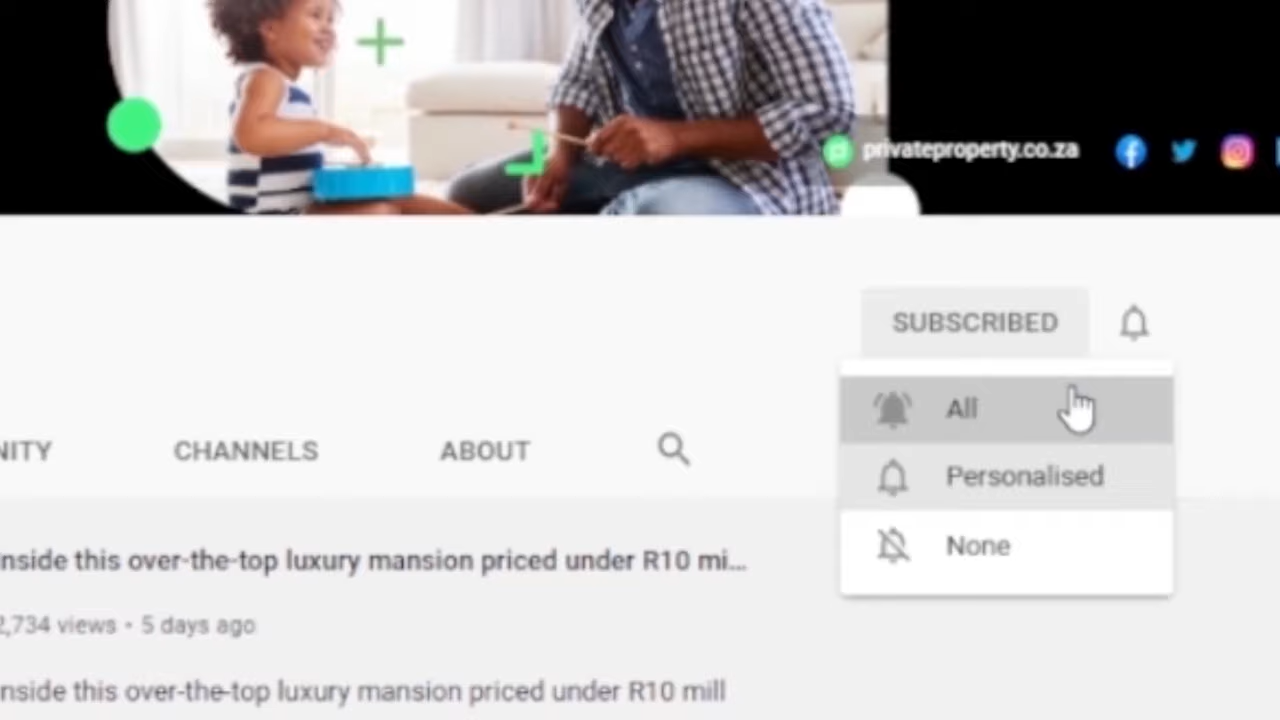 privateproperty.co.za
SUBSCRIBED
All
Personalised
None
NITY CHANNELS ABOUT
nside this over-the-top luxury mansion priced under R10 mi...
2,734 views • 5 days ago
nside this over-the-top luxury mansion priced under R10 mill